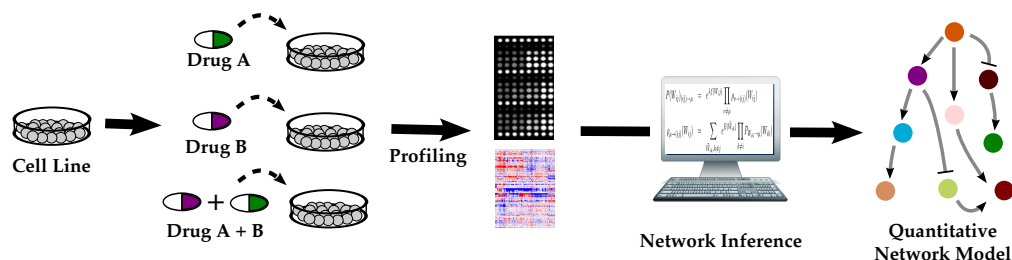 Cell Line
Drug A
Drug B
+
Drug A + B
Profiling
Network Inference
Quantitative
Network Model